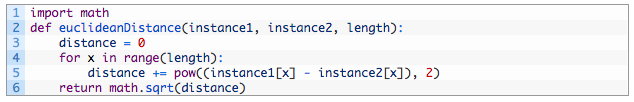 1 import math
2 def euclideanDistance(instance1, instance2, length):
3     distance = 0
4     for x in range(length):
5         distance += pow((instance1[x] - instance2[x]), 2)
6     return math.sqrt(distance)